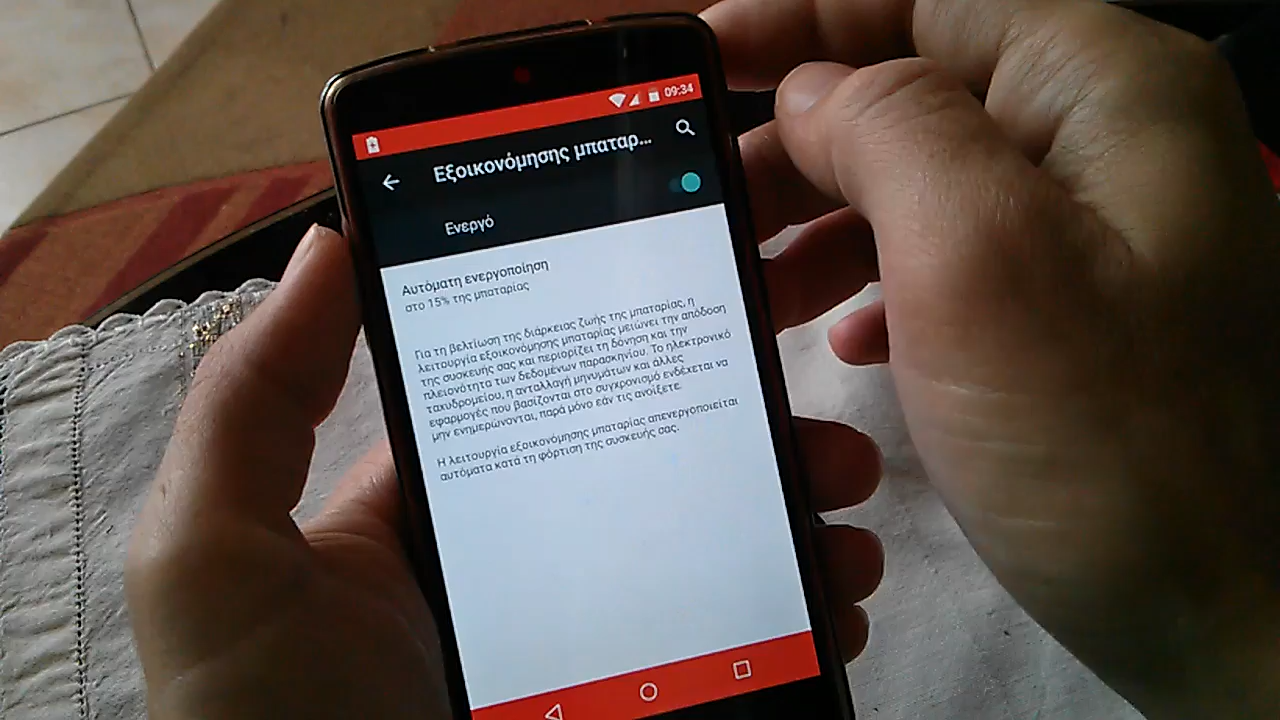 09:34
Εξοικονόμησης μπαταρ...
Ενεργό
Αυτόματη ενεργοποίηση
στο 15% της μπαταρίας
Για τη βελτίωση της διάρκειας ζωής της μπαταρίας, η
λειτουργία εξοικονόμησης μπαταρίας μειώνει την απόδοση
της συσκευής σας και περιορίζει τη δόνηση και την
πλειονότητα των δεδομένων παρασκηνίου. Το ηλεκτρονικό
ταχυδρομείου, η ανταλλαγή μηνυμάτων και άλλες
εφαρμογές που βασίζονται στο συγχρονισμό ενδέχεται να
μην ενημερώνονται, παρά μόνο εάν τις ανοίξετε.
Η λειτουργία εξοικονόμησης μπαταρίας απενεργοποιείται
αυτόματα κατά τη φόρτιση της συσκευής σας.